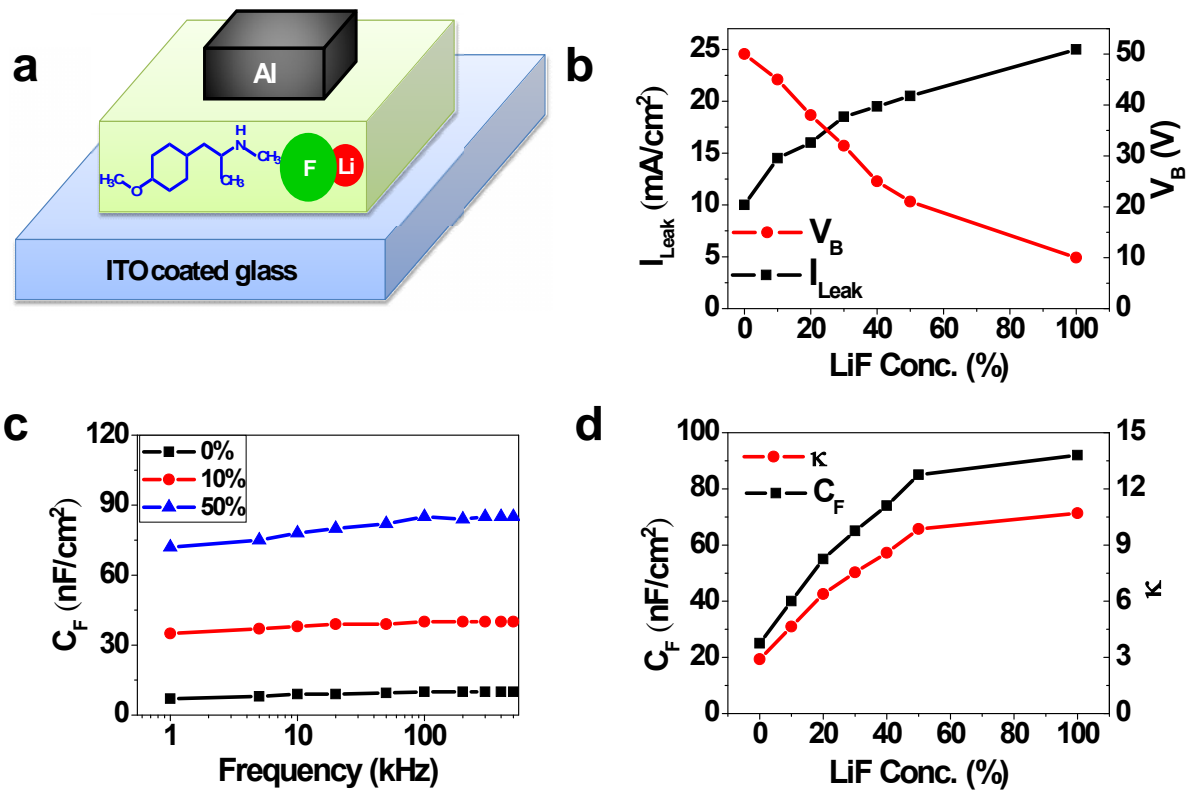 a
Al
H
N
CH3
CH3
H3C
O
F
Li
ITO coated glass
b
25
20
15
10
5
0
ILeak (mA/cm2)
50
40
30
20
10
0
VB (V)
VB
ILeak
0 20 40 60 80 100
LiF Conc. (%)
c
120
90
60
30
0
CF (nF/cm2)
0%
10%
50%
1 10 100
Frequency (kHz)
d
100
80
60
40
20
0
CF (nF/cm2)
κ
CF
15
12
9
6
3
0
κ
0 20 40 60 80 100
LiF Conc. (%)